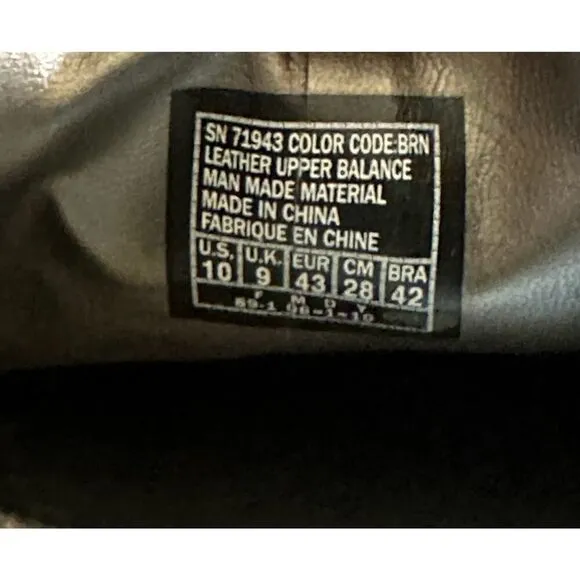 SN 71943 COLOR CODE:BRN
LEATHER UPPER BALANCE
MAN MADE MATERIAL
MADE IN CHINA
FABRIQUE EN CHINE
U.S. U.K. EUR CM BRA
10 9 43 28 42
F M D Y